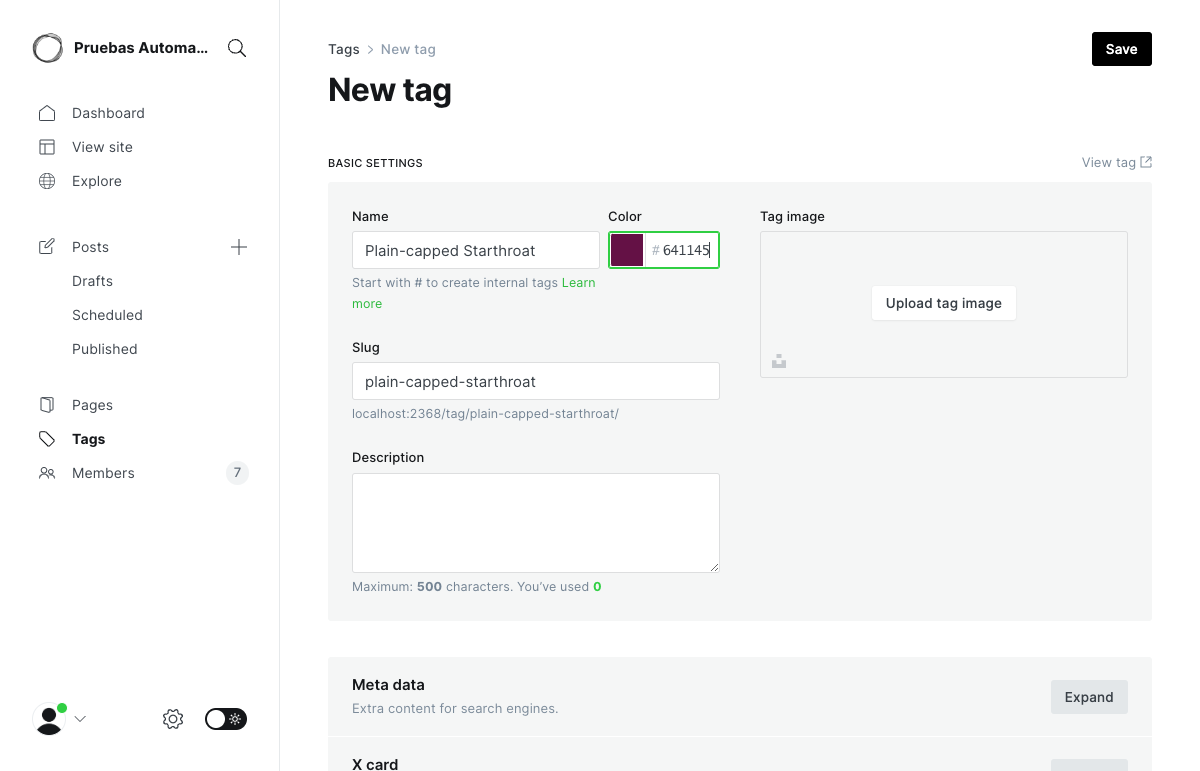 Pruebas Automa...
Dashboard
View site
Explore
Posts
Drafts
Scheduled
Published
Pages
Tags
Members
7
Tags > New tag
Save
New tag
BASIC SETTINGS
View tag
Name
Plain-capped Starthroat
Start with # to create internal tags Learn
more
Color
# 641145
Slug
plain-capped-starthroat
localhost:2368/tag/plain-capped-starthroat/
Description
Maximum: 500 characters. You’ve used 0
Tag image
Upload tag image
Meta data
Extra content for search engines.
Expand
X card